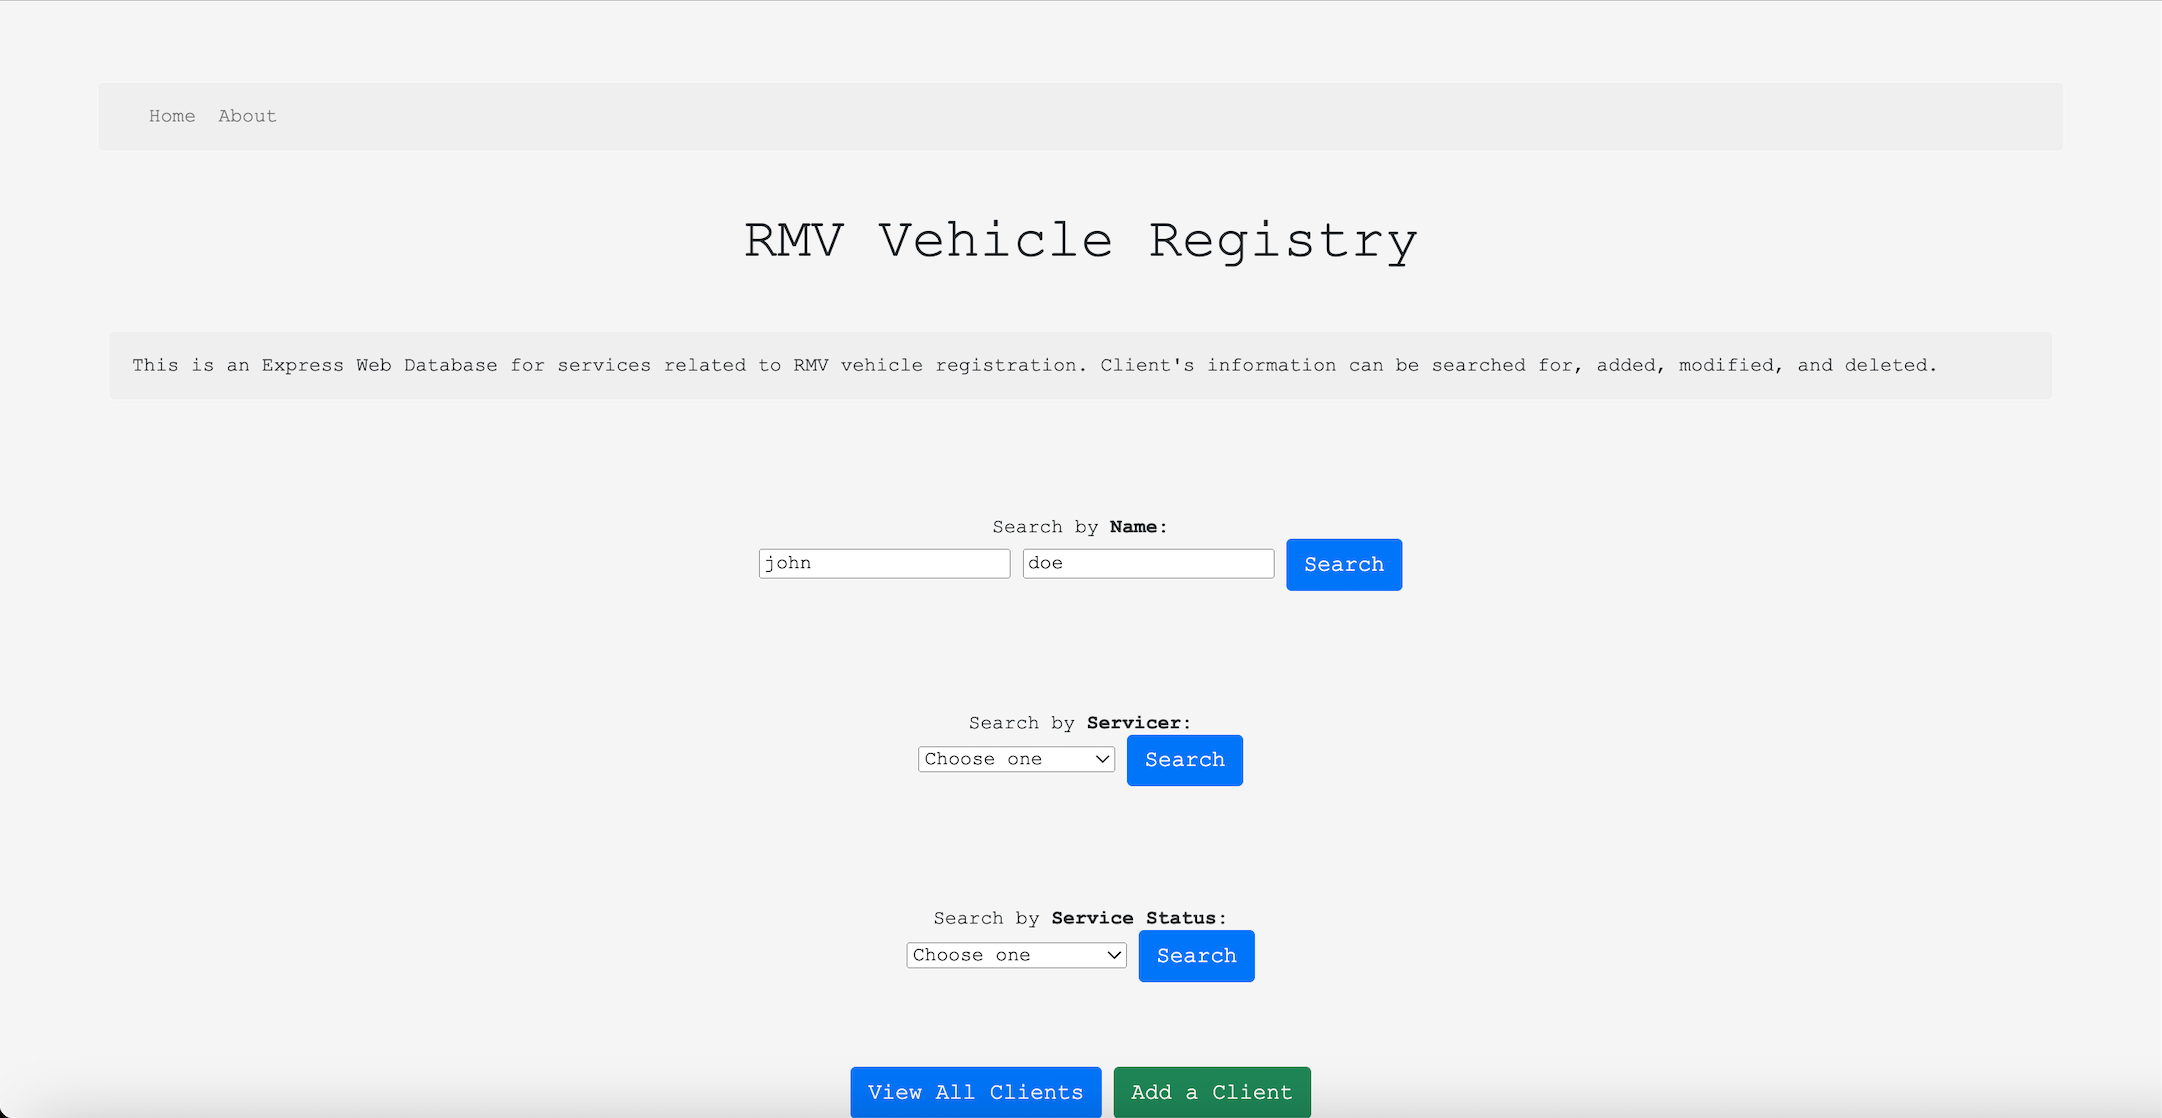 Home About
RMV Vehicle Registry
This is an Express Web Database for services related to RMV vehicle registration. Client's information can be searched for, added, modified, and deleted.
Search by Name:
john doe Search
Search by Servicer:
Choose one Search
Search by Service Status:
Choose one Search
View All Clients Add a Client